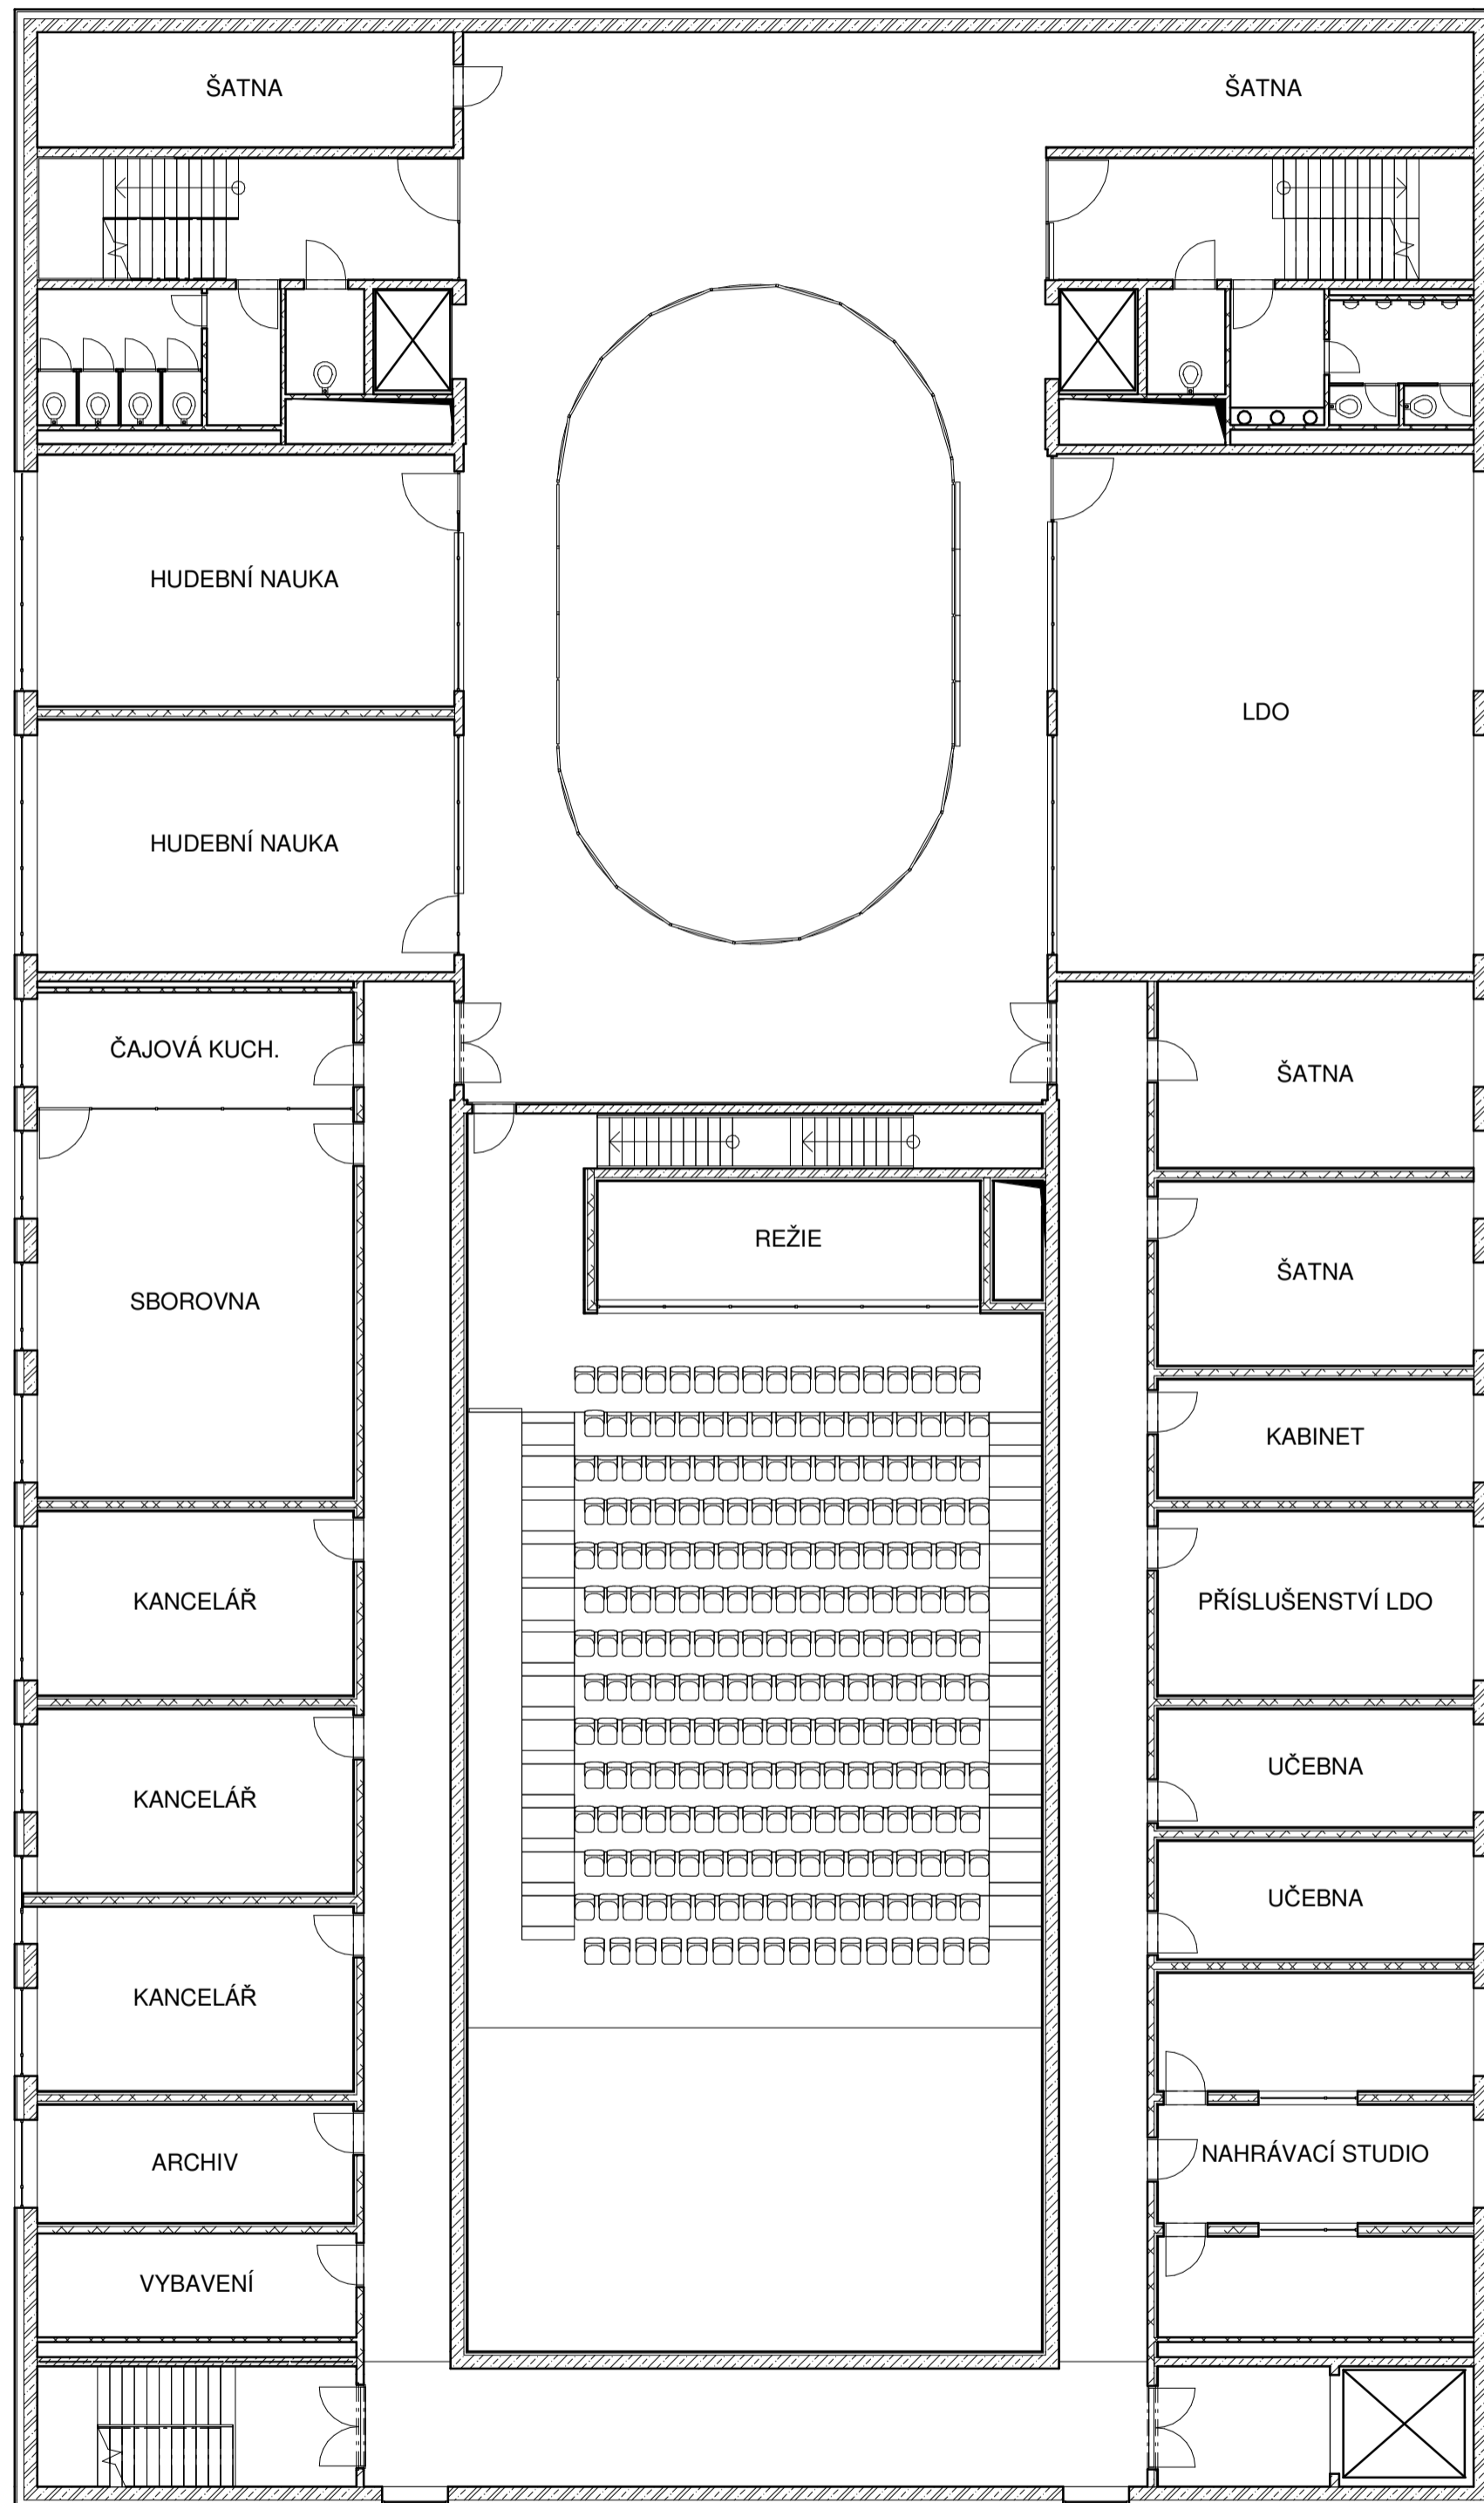 ŠATNA
ŠATNA
HUDEBNÍ NAUKA
LDO
HUDEBNÍ NAUKA
ČAJOVÁ KUCH.
ŠATNA
REŽIE
ŠATNA
SBOROVNA
KABINET
KANCELÁŘ
PŘÍSLUŠENSTVÍ LDO
UČEBNA
KANCELÁŘ
UČEBNA
KANCELÁŘ
NAHRÁVACÍ STUDIO
ARCHIV
VYBAVENÍ